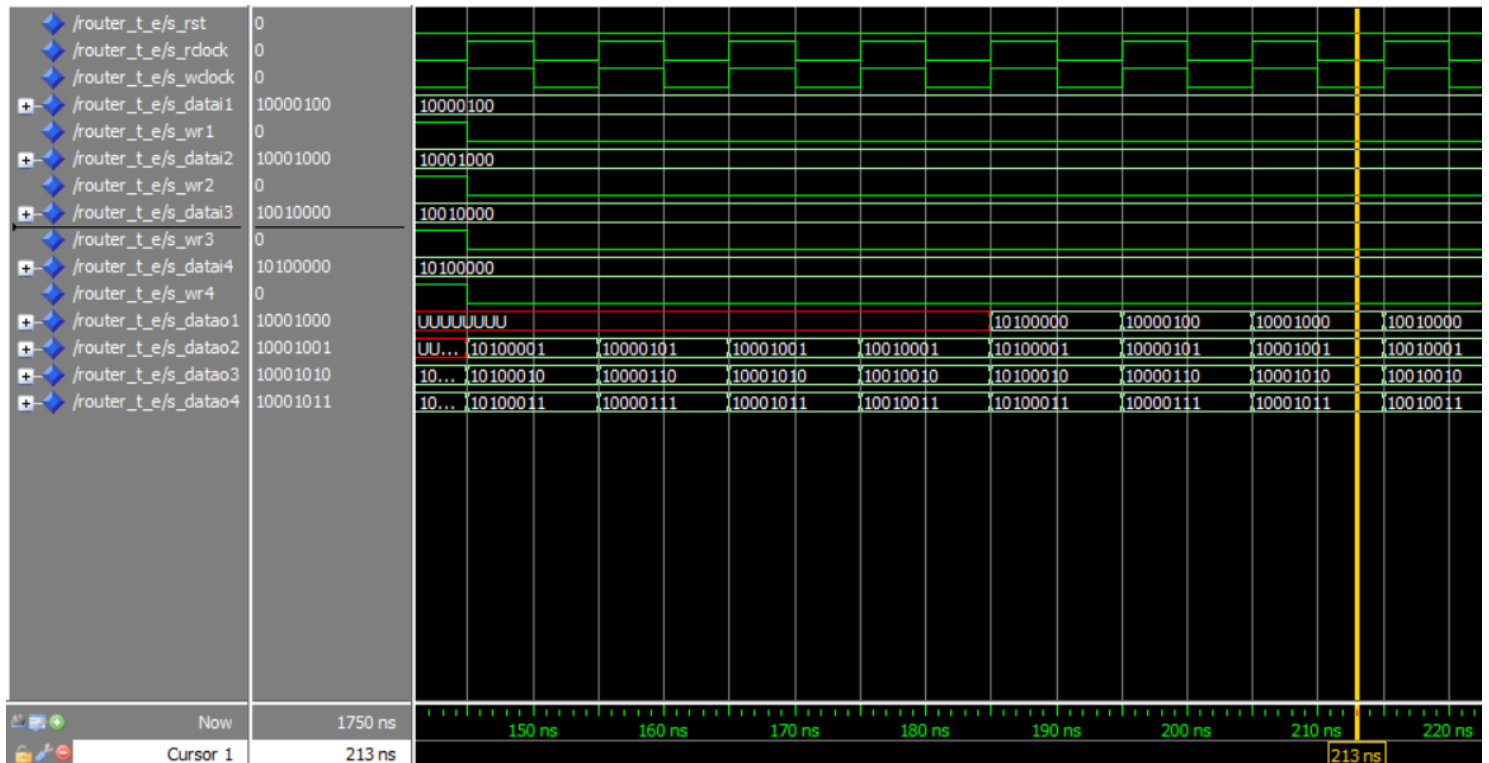 /router_t_e/s_rst 0
/router_t_e/s_rclock 0
/router_t_e/s_wclock 0
/router_t_e/s_datai1 10000100 10000100
/router_t_e/s_wr1 0
/router_t_e/s_datai2 10001000 10001000
/router_t_e/s_wr2 0
/router_t_e/s_datai3 10010000 10010000
/router_t_e/s_wr3 0
/router_t_e/s_datai4 10100000 10100000
/router_t_e/s_wr4 0
/router_t_e/s_datao1 10001000 UUUUUUUU 10100000 10000100 10001000 10010000
/router_t_e/s_datao2 10001001 UU... 10100001 10000101 10001001 10010001 10100001 10000101 10001001 10010001
/router_t_e/s_datao3 10001010 10... 10100010 10000110 10001010 10010010 10100010 10000110 10001010 10010010
/router_t_e/s_datao4 10001011 10... 10100011 10000111 10001011 10010011 10100011 10000111 10001011 10010011
Now 1750 ns 150 ns 160 ns 170 ns 180 ns 190 ns 200 ns 210 ns 220 ns
Cursor 1 213 ns 213 ns